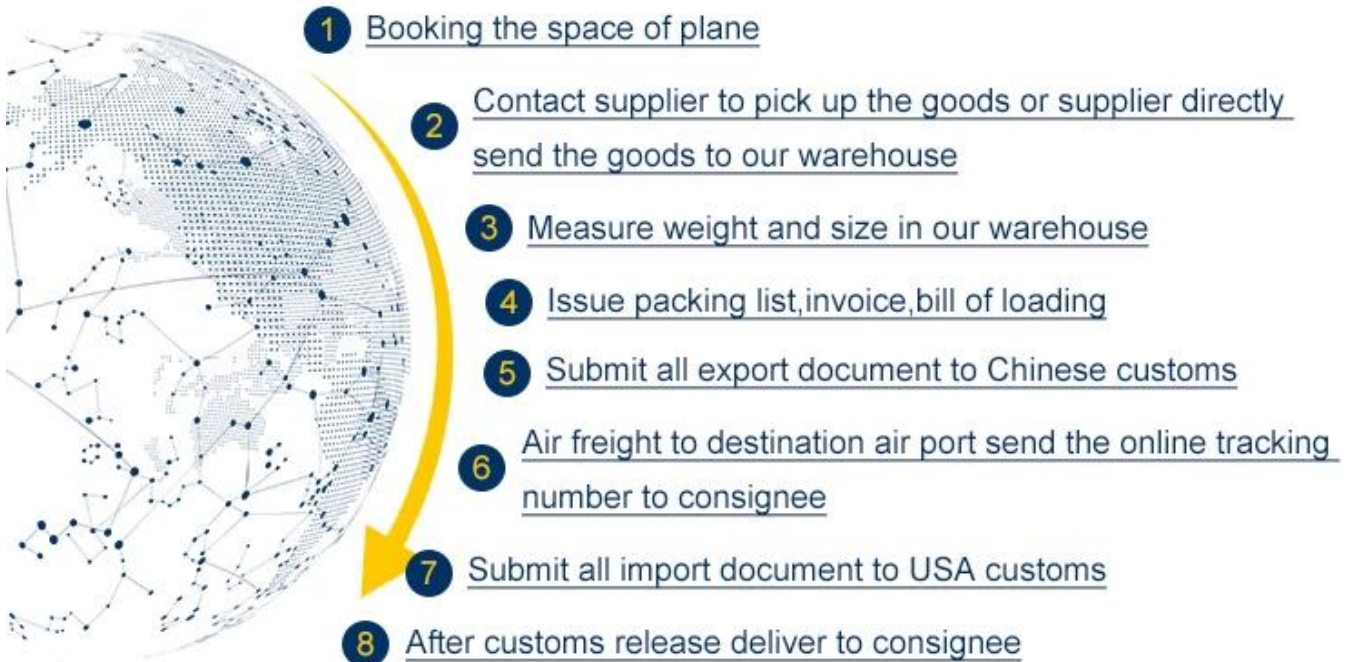 1 Booking the space of plane
2 Contact supplier to pick up the goods or supplier directly
send the goods to our warehouse
3 Measure weight and size in our warehouse
4 Issue packing list,invoice,bill of loading
5 Submit all export document to Chinese customs
6 Air freight to destination air port send the online tracking
number to consignee
7 Submit all import document to USA customs
8 After customs release deliver to consignee